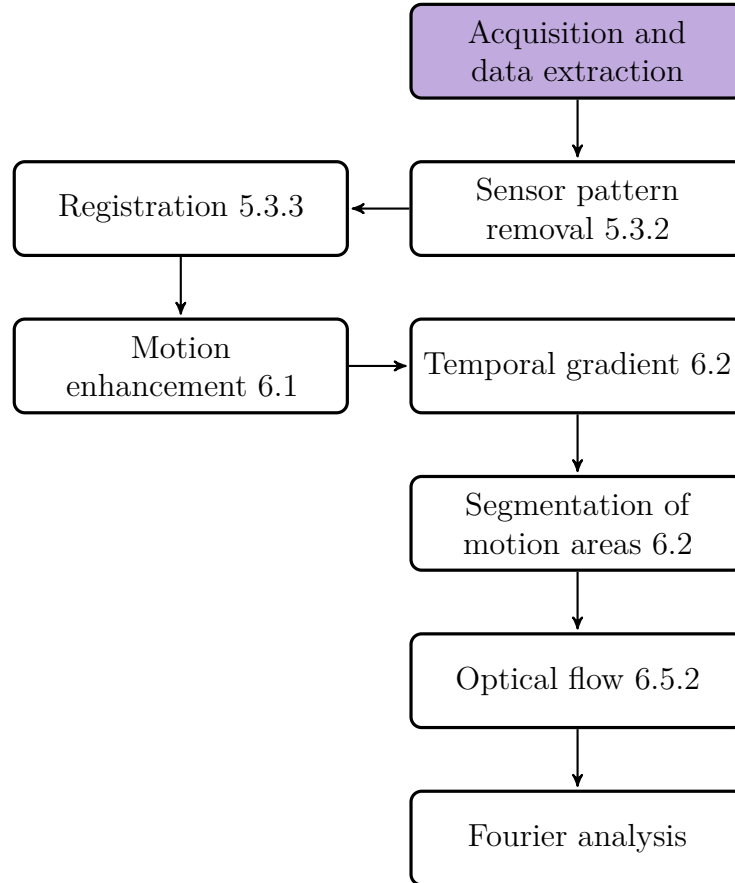 Acquisition and
data extraction
Sensor pattern
removal 5.3.2
Registration 5.3.3
Motion
enhancement 6.1
Temporal gradient 6.2
Segmentation of
motion areas 6.2
Optical flow 6.5.2
Fourier analysis